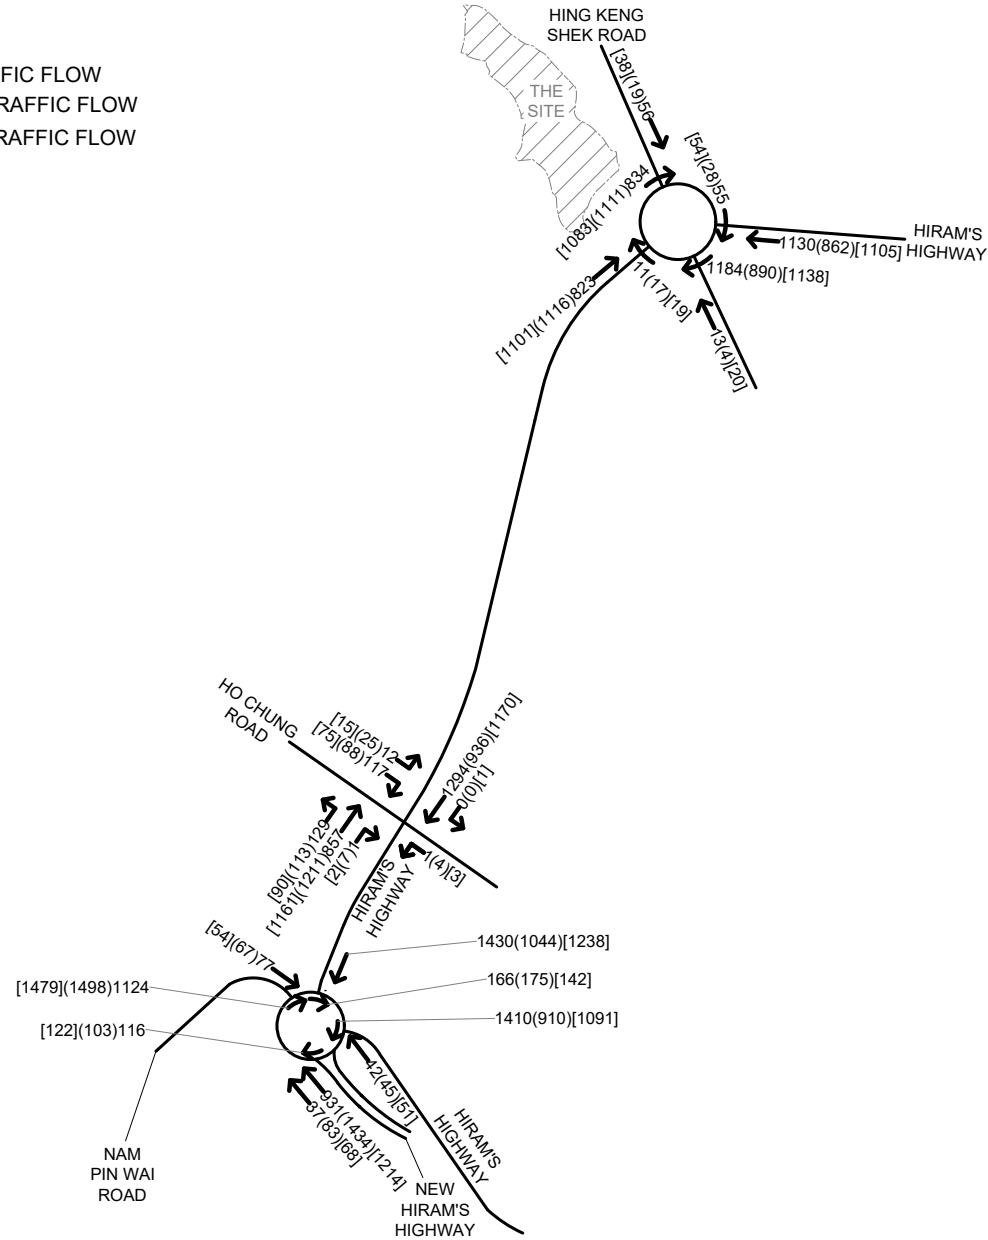 HING KENG
SHEK ROAD
FIC FLOW
RAFFIC FLOW
RAFFIC FLOW
THE
SITE
[38](19)56
[54](28)55
[1083](1111)834
HIRAM'S
HIGHWAY
1130(862)[1105]
1184(890)[1138]
11(17)[19]
[1101](1116)823
13(4)[20]
HO CHUNG
ROAD
[15](25)12
[75](88)117
1294(936)[1170]
0(0)[1]
[90](113)129
[1161](1211)857
[2](7)1
1(4)[3]
HIRAM'S
HIGHWAY
[54](67)77
1430(1044)[1238]
[1479](1498)1124
166(175)[142]
[122](103)116
1410(910)[1091]
42(45)[51]
931(1434)[1214]
37(83)[68]
HIRAM'S
HIGHWAY
NAM
PIN WAI
ROAD
NEW
HIRAM'S
HIGHWAY